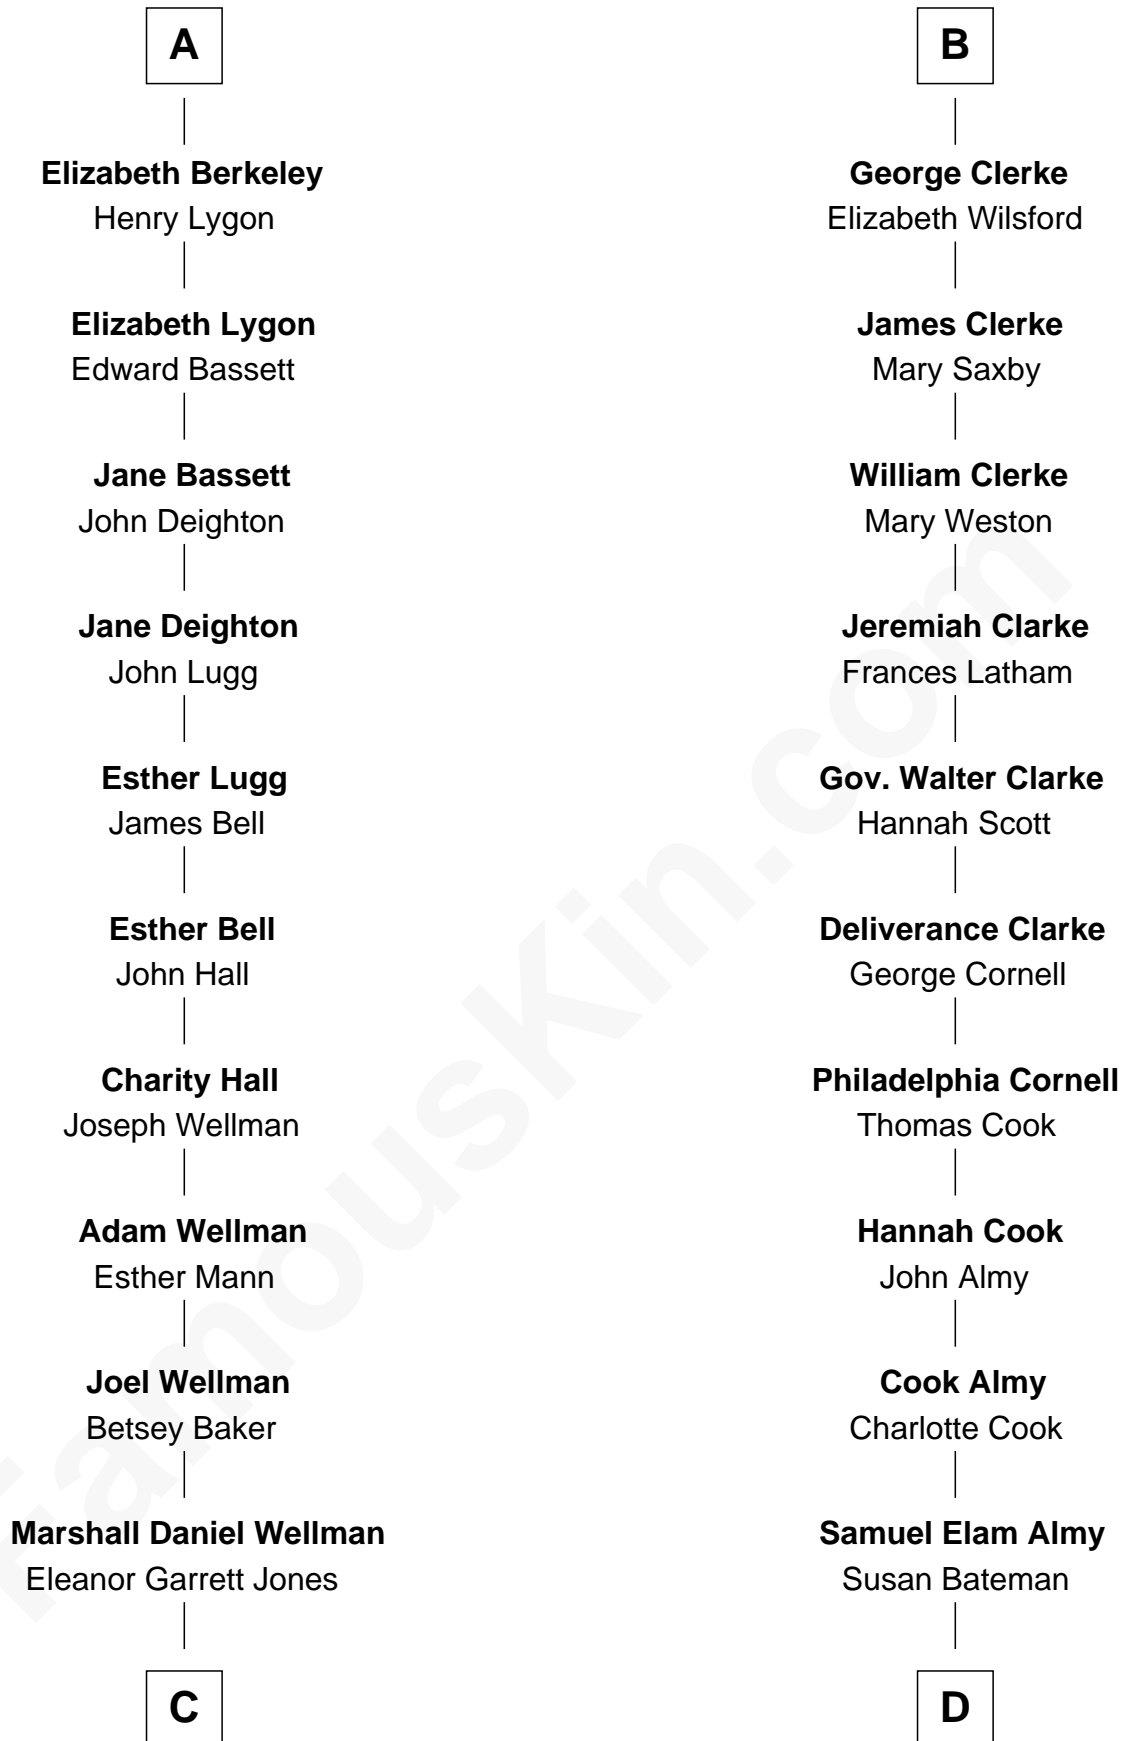 A
Elizabeth Berkeley
Henry Lygon
Elizabeth Lygon
Edward Bassett
Jane Bassett
John Deighton
Jane Deighton
John Lugg
Esther Lugg
James Bell
Esther Bell
John Hall
Charity Hall
Joseph Wellman
Adam Wellman
Esther Mann
Joel Wellman
Betsey Baker
Marshall Daniel Wellman
Eleanor Garrett Jones
C
B
George Clerke
Elizabeth Wilsford
James Clerke
Mary Saxby
William Clerke
Mary Weston
Jeremiah Clarke
Frances Latham
Gov. Walter Clarke
Hannah Scott
Deliverance Clarke
George Cornell
Philadelphia Cornell
Thomas Cook
Hannah Cook
John Almy
Cook Almy
Charlotte Cook
Samuel Elam Almy
Susan Bateman
D
FamousKin.com